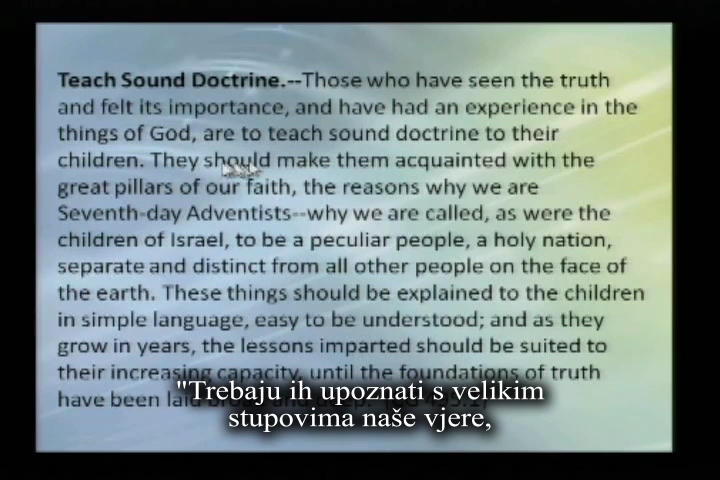 Teach Sound Doctrine.--Those who have seen the truth
and felt its importance, and have had an experience in the
things of God, are to teach sound doctrine to their
children. They should make them acquainted with the
great pillars of our faith, the reasons why we are
Seventh-day Adventists--why we are called, as were the
children of Israel, to be a peculiar people, a holy nation,
separate and distinct from all other people on the face of
the earth. These things should be explained to the children
in simple language, easy to be understood; and as they
grow in years, the lessons imparted should be suited to
their increasing capacity, until the foundations of truth
have been laid
"Trebaju ih upoznati s velikim
stupovima naše vjere,